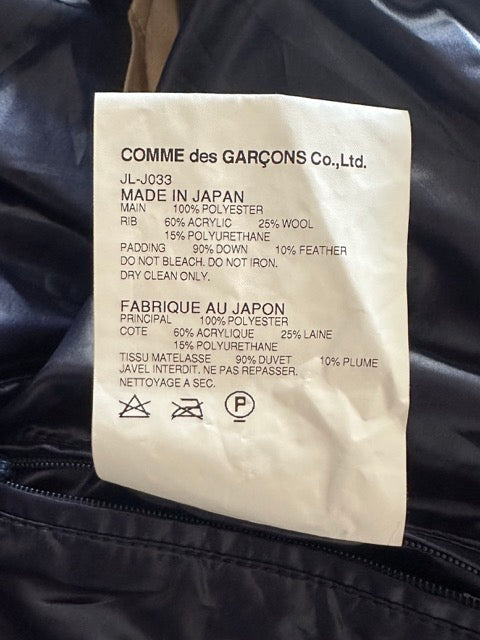 COMME des GARÇONS Co.,Ltd.
JL-J033
MADE IN JAPAN
MAIN 100% POLYESTER
RIB 60% ACRYLIC 25% WOOL
15% POLYURETHANE
PADDING 90% DOWN 10% FEATHER
DO NOT BLEACH. DO NOT IRON.
DRY CLEAN ONLY.
FABRIQUE AU JAPON
PRINCIPAL 100% POLYESTER
COTE 60% ACRYLIQUE 25% LAINE
15% POLYURETHANE
TISSU MATELASSE 90% DUVET 10% PLUME
JAVEL INTERDIT. NE PAS REPASSER.
NETTOYAGE A SEC.
P